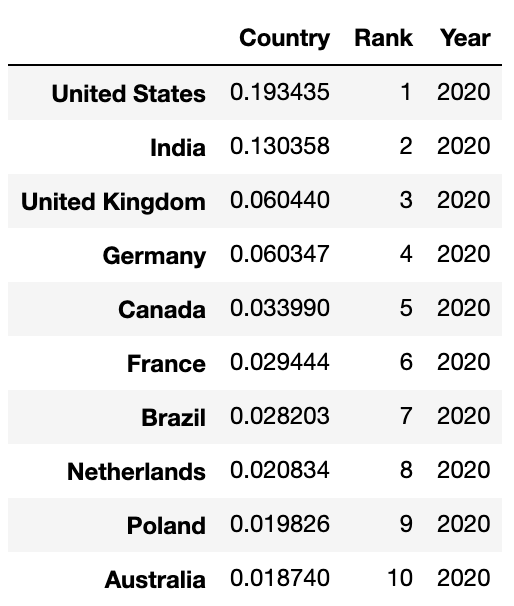 Country Rank Year
United States 0.193435 1 2020
India 0.130358 2 2020
United Kingdom 0.060440 3 2020
Germany 0.060347 4 2020
Canada 0.033990 5 2020
France 0.029444 6 2020
Brazil 0.028203 7 2020
Netherlands 0.020834 8 2020
Poland 0.019826 9 2020
Australia 0.018740 10 2020